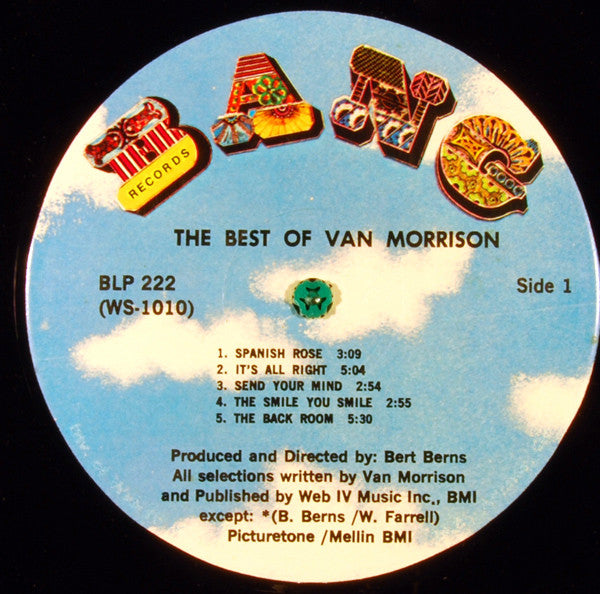 BANG
RECORDS
THE BEST OF VAN MORRISON
BLP 222
(WS-1010)
Side 1
1. SPANISH ROSE 3:09
2. IT'S ALL RIGHT 5:04
3. SEND YOUR MIND 2:54
4. THE SMILE YOU SMILE 2:55
5. THE BACK ROOM 5:30
Produced and Directed by: Bert Berns
All selections written by Van Morrison
and Published by Web IV Music Inc., BMI
except: *(B. Berns /W. Farrell)
Picturetone /Mellin BMI